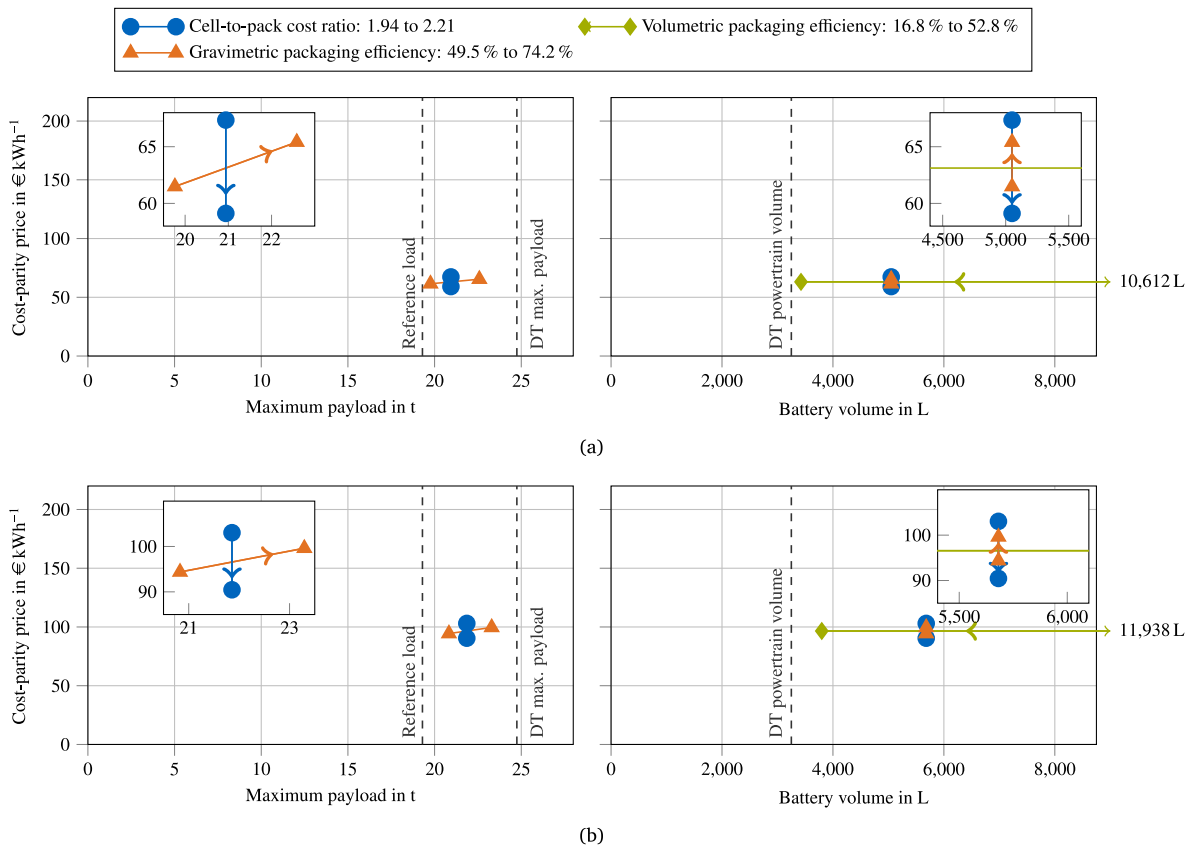 Cell-to-pack cost ratio: 1.94 to 2.21
Volumetric packaging efficiency: 16.8 % to 52.8 %
Gravimetric packaging efficiency: 49.5 % to 74.2 %
Cost-parity price in € kWh⁻¹
200
150
100
50
0
65
60
20 21 22
Reference load
DT max. payload
0 5 10 15 20 25
Maximum payload in t
65
60
4,500 5,000 5,500
DT powertrain volume
10,612 L
0 2,000 4,000 6,000 8,000
Battery volume in L
(a)
Cost-parity price in € kWh⁻¹
200
150
100
50
0
100
90
21 23
Reference load
DT max. payload
0 5 10 15 20 25
Maximum payload in t
100
90
5,500 6,000
DT powertrain volume
11,938 L
0 2,000 4,000 6,000 8,000
Battery volume in L
(b)